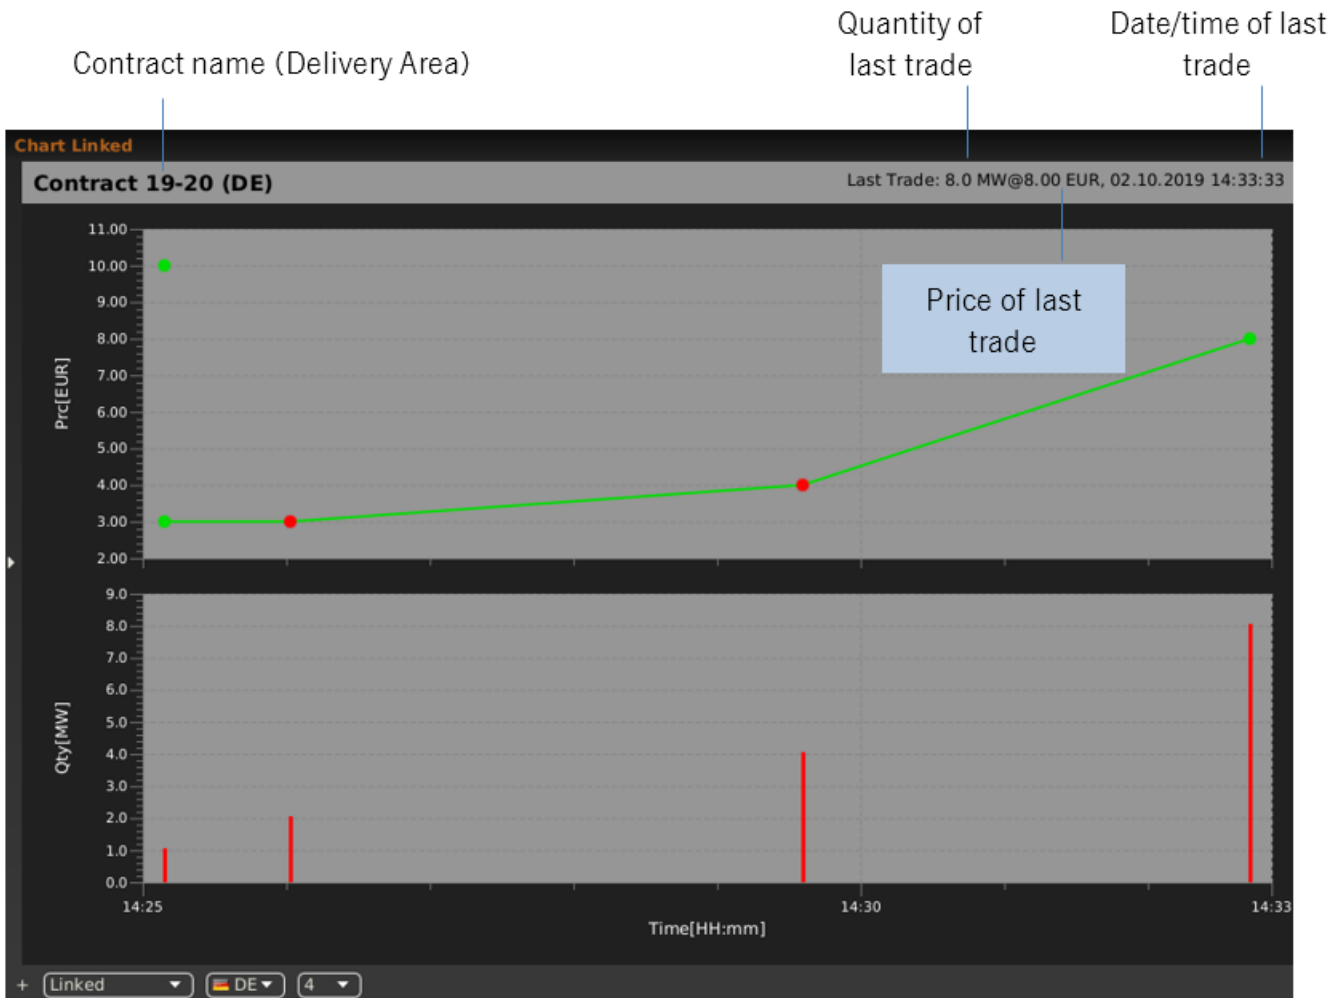 Quantity of
last trade
Date/time of last
trade
Contract name (Delivery Area)
Chart Linked
Contract 19-20 (DE)
Last Trade: 8.0 MW@8.00 EUR, 02.10.2019 14:33:33
Price of last
trade
11.00
10.00
9.00
8.00
7.00
6.00
5.00
4.00
3.00
2.00
Prc[EUR]
9.0
8.0
7.0
6.0
5.0
4.0
3.0
2.0
1.0
0.0
Qty[MW]
14:25
14:30
14:33
Time[HH:mm]
+ Linked DE 4